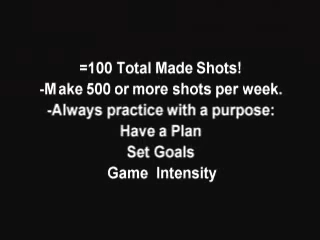 =100 Total Made Shots!
-Make 500 or more shots per week.
-Always practice with a purpose:
Have a Plan
Set Goals
Game Intensity